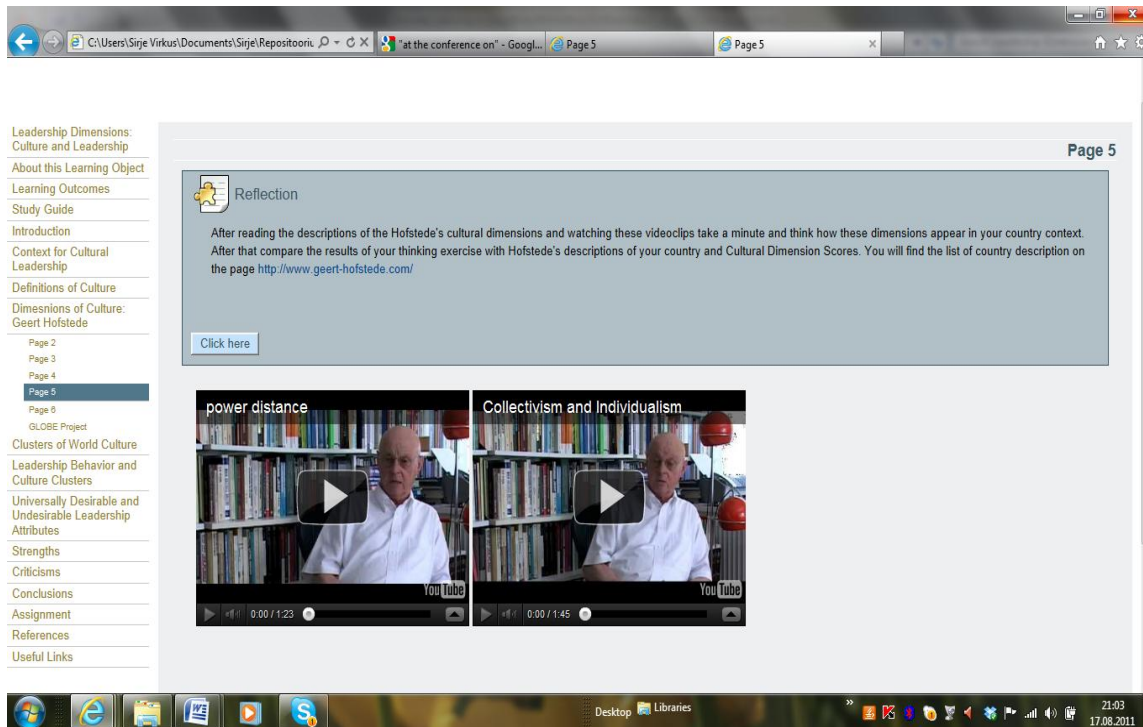 C:\Users\Sirje Virkus\Documents\Sirje\Repositooriu
"at the conference on" - Googl...
Page 5
Page 5
Leadership Dimensions:
Culture and Leadership
About this Learning Object
Learning Outcomes
Study Guide
Introduction
Context for Cultural
Leadership
Definitions of Culture
Dimesnions of Culture:
Geert Hofstede
Page 2
Page 3
Page 4
Page 5
Page 6
GLOBE Project
Clusters of World Culture
Leadership Behavior and
Culture Clusters
Universally Desirable and
Undesirable Leadership
Attributes
Strengths
Criticisms
Conclusions
Assignment
References
Useful Links
Page 5
Reflection
After reading the descriptions of the Hofstede's cultural dimensions and watching these videoclips take a minute and think how these dimensions appear in your country context.
After that compare the results of your thinking exercise with Hofstede's descriptions of your country and Cultural Dimension Scores. You will find the list of country description on
the page http://www.geert-hofstede.com/
Click here
power distance
YouTube
0:00 / 1:23
Collectivism and Individualism
YouTube
0:00 / 1:45
Desktop
Libraries
21:03
17.08.2011